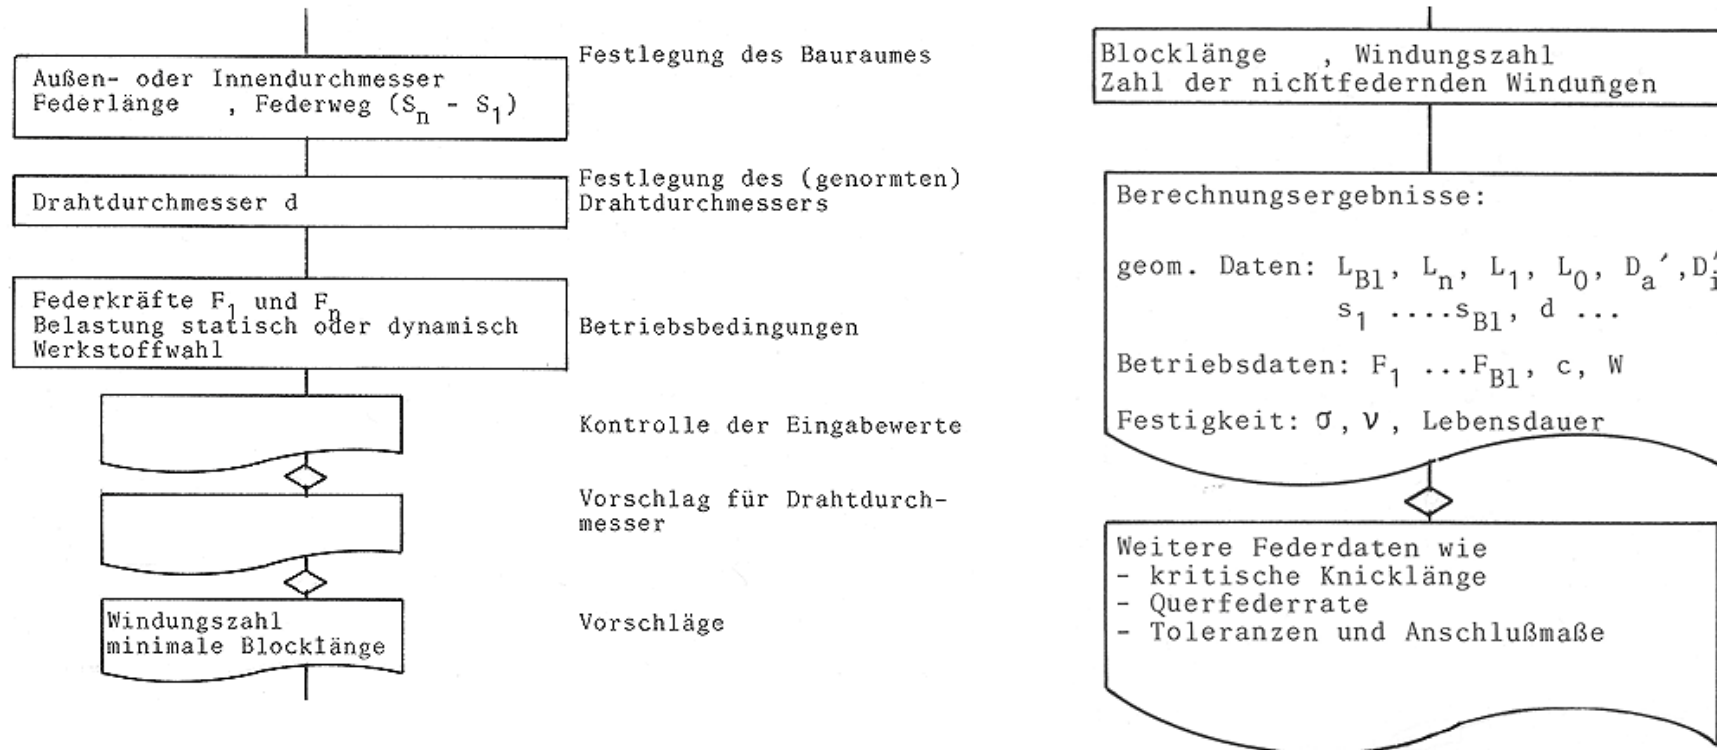 Festlegung des Bauraumes
Außen- oder Innendurchmesser
Federlänge , Federweg (S_n - S_1)
Festlegung des (genormten)
Drahtdurchmessers
Drahtdurchmesser d
Federkräfte F_1 und F_n
Belastung statisch oder dynamisch
Werkstoffwahl
Betriebsbedingungen
Kontrolle der Eingabewerte
Vorschlag für Drahtdurch-
messer
Windungszahl
minimale Blocklänge
Vorschläge
Blocklänge , Windungszahl
Zahl der nichtfedernden Windungen
Berechnungsergebnisse:
geom. Daten: L_Bl, L_n, L_1, L_0, D_a′, D_i′
s_1 ....s_Bl, d ...
Betriebsdaten: F_1 ...F_Bl, c, W
Festigkeit: σ, ν, Lebensdauer
Weitere Federdaten wie
- kritische Knicklänge
- Querfederrate
- Toleranzen und Anschlußmaße